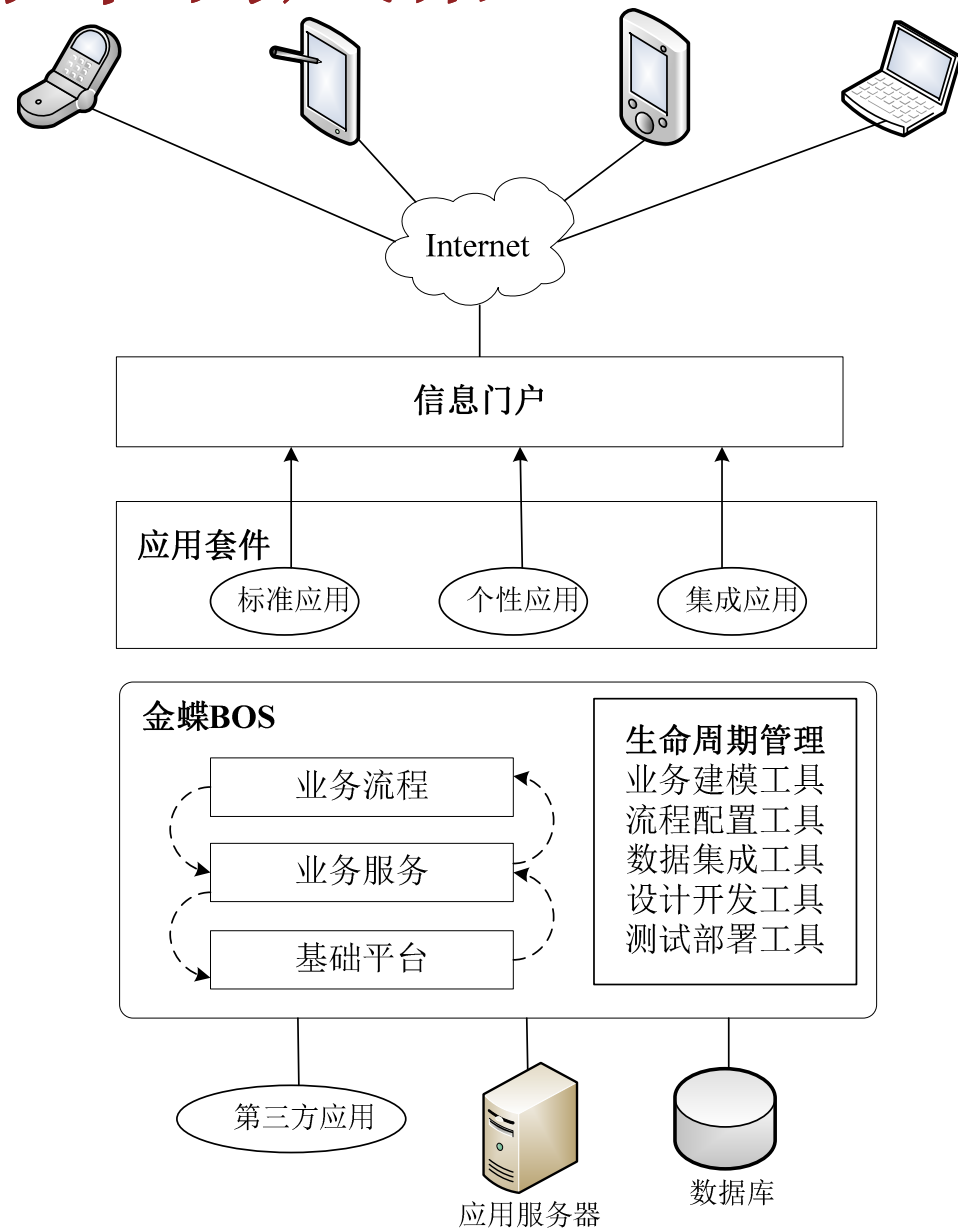 Internet
信息门户
应用套件
标准应用
个性应用
集成应用
金蝶BOS
业务流程
业务服务
基础平台
生命周期管理
业务建模工具
流程配置工具
数据集成工具
设计开发工具
测试部署工具
第三方应用
应用服务器
数据库